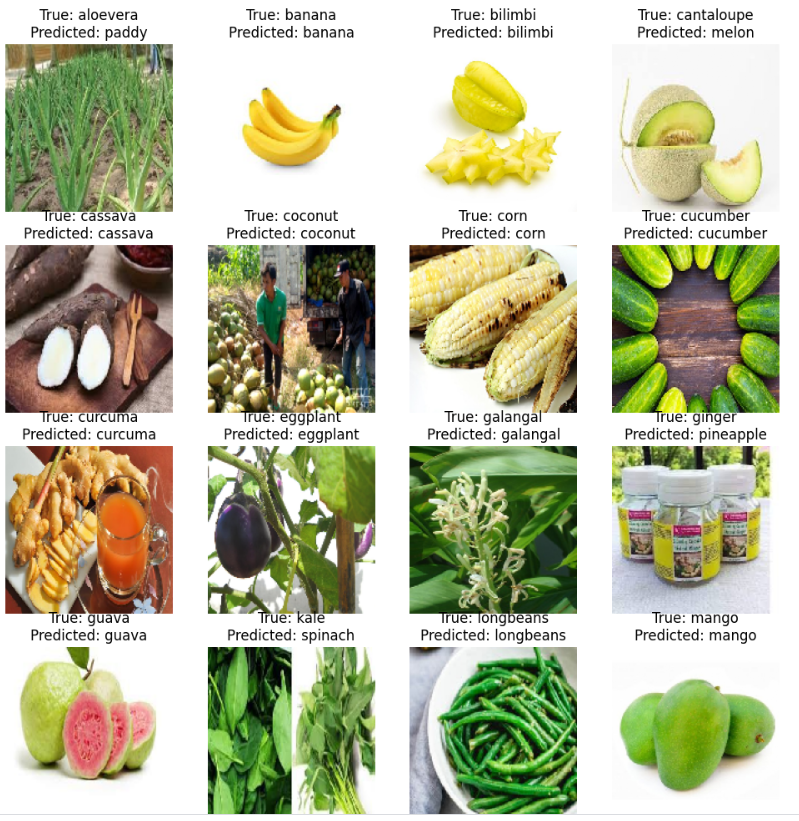 True: aloevera
Predicted: paddy
True: banana
Predicted: banana
True: bilimbi
Predicted: bilimbi
True: cantaloupe
Predicted: melon
True: cassava
Predicted: cassava
True: coconut
Predicted: coconut
True: corn
Predicted: corn
True: cucumber
Predicted: cucumber
True: curcuma
Predicted: curcuma
True: eggplant
Predicted: eggplant
True: galangal
Predicted: galangal
True: ginger
Predicted: pineapple
True: guava
Predicted: guava
True: kale
Predicted: spinach
True: longbeans
Predicted: longbeans
True: mango
Predicted: mango